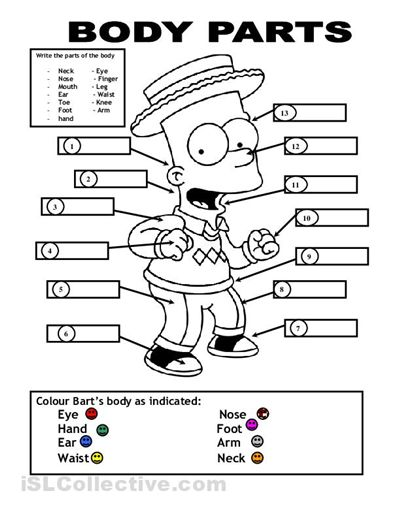 BODY PARTS
Write the parts of the body
- Neck - Eye
- Nose - Finger
- Mouth - Leg
- Ear - Waist
- Toe - Knee
- Foot - Arm
- hand
1
2
3
4
5
6
13
12
11
10
9
8
7
Colour Bart's body as indicated:
Eye Nose
Hand Foot
Ear Arm
Waist Neck
iSLCollective.com